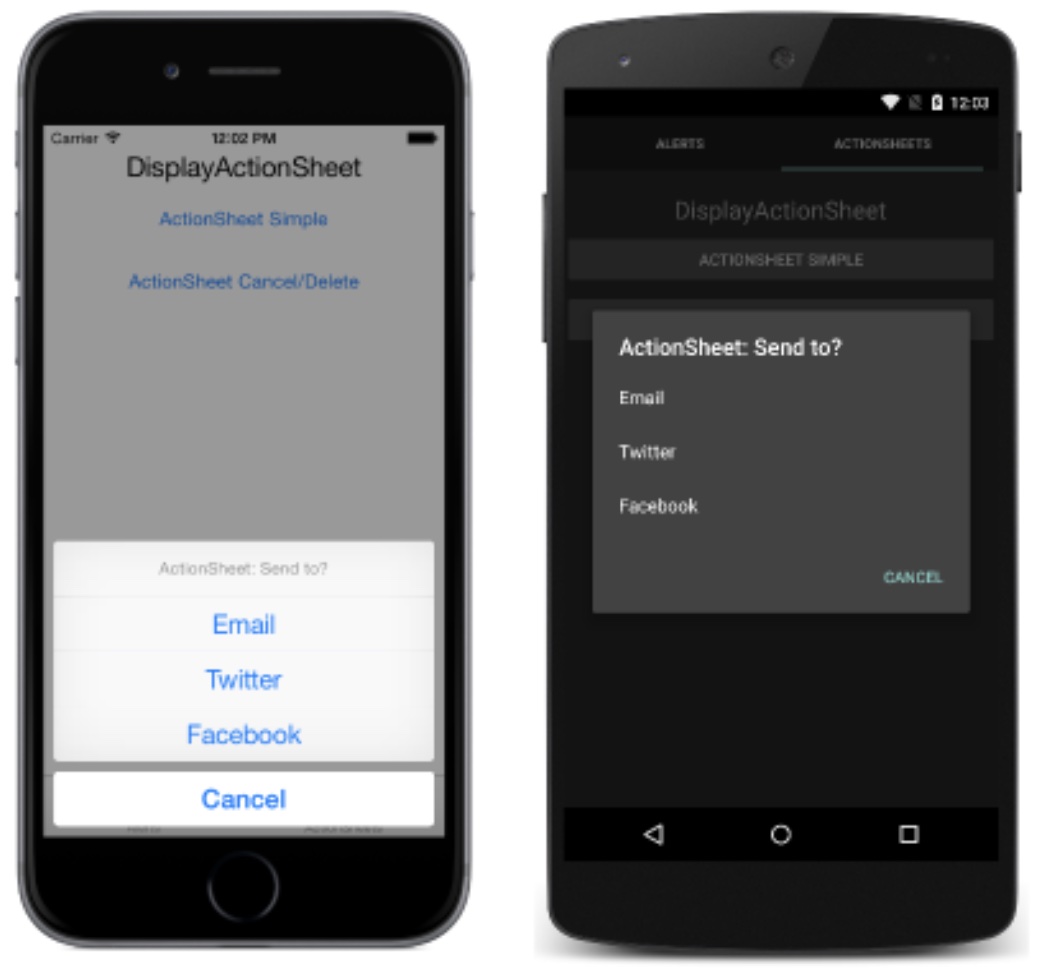 Carrier
12:02 PM
DisplayActionSheet
ActionSheet Simple
ActionSheet Cancel/Delete
ActionSheet: Send to?
Email
Twitter
Facebook
Cancel
12:03
ALERTS
ACTIONSHEETS
DisplayActionSheet
ACTIONSHEET SIMPLE
ActionSheet: Send to?
Email
Twitter
Facebook
CANCEL